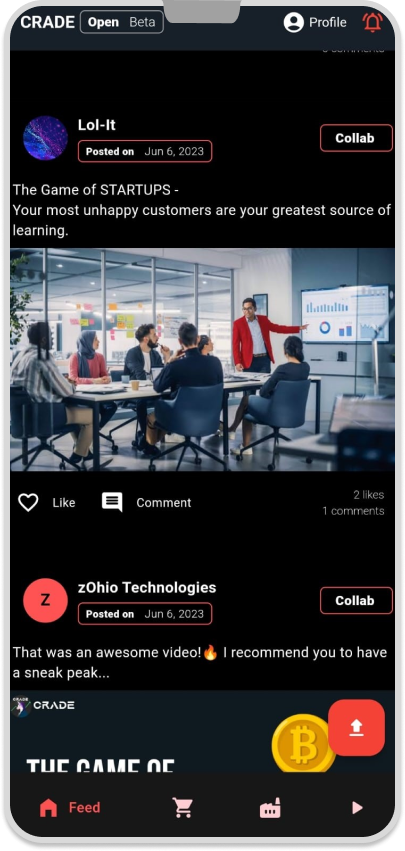 CRADE Open Beta Profile
comments
Lol-It
Posted on Jun 6, 2023
Collab
The Game of STARTUPS -
Your most unhappy customers are your greatest source of
learning.
Like Comment
2 likes
1 comments
Z
zOhio Technologies
Posted on Jun 6, 2023
Collab
That was an awesome video!🔥 I recommend you to have
a sneak peak...
CRADE
THE GAME OF
Feed